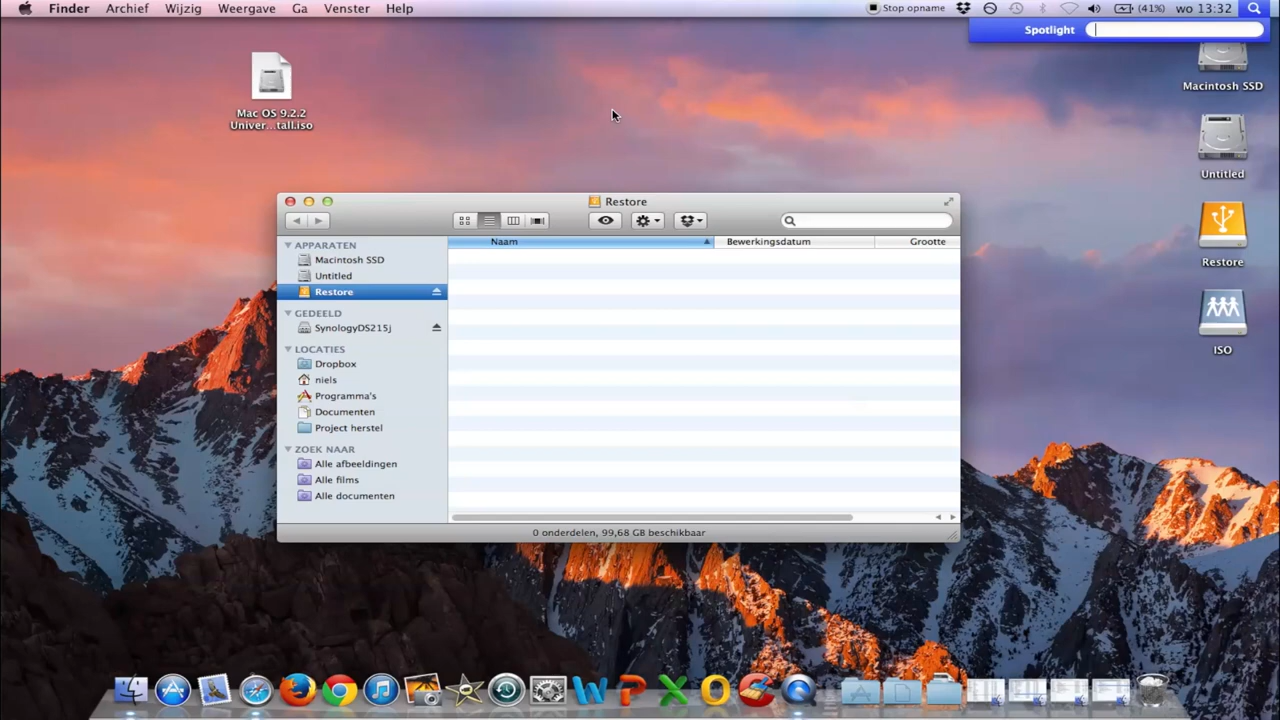 Finder Archief Wijzig Weergave Ga Venster Help
Stop opname (41%) wo 13:32
Spotlight
Mac OS 9.2.2
Univer...tall.iso
Macintosh SSD
Untitled
Restore
ISO
Restore
Naam Bewerkingsdatum Grootte
APPARATEN
Macintosh SSD
Untitled
Restore
GEDEELD
SynologyDS215j
LOCATIES
Dropbox
niels
Programma's
Documenten
Project herstel
ZOEK NAAR
Alle afbeeldingen
Alle films
Alle documenten
0 onderdelen, 99,68 GB beschikbaar